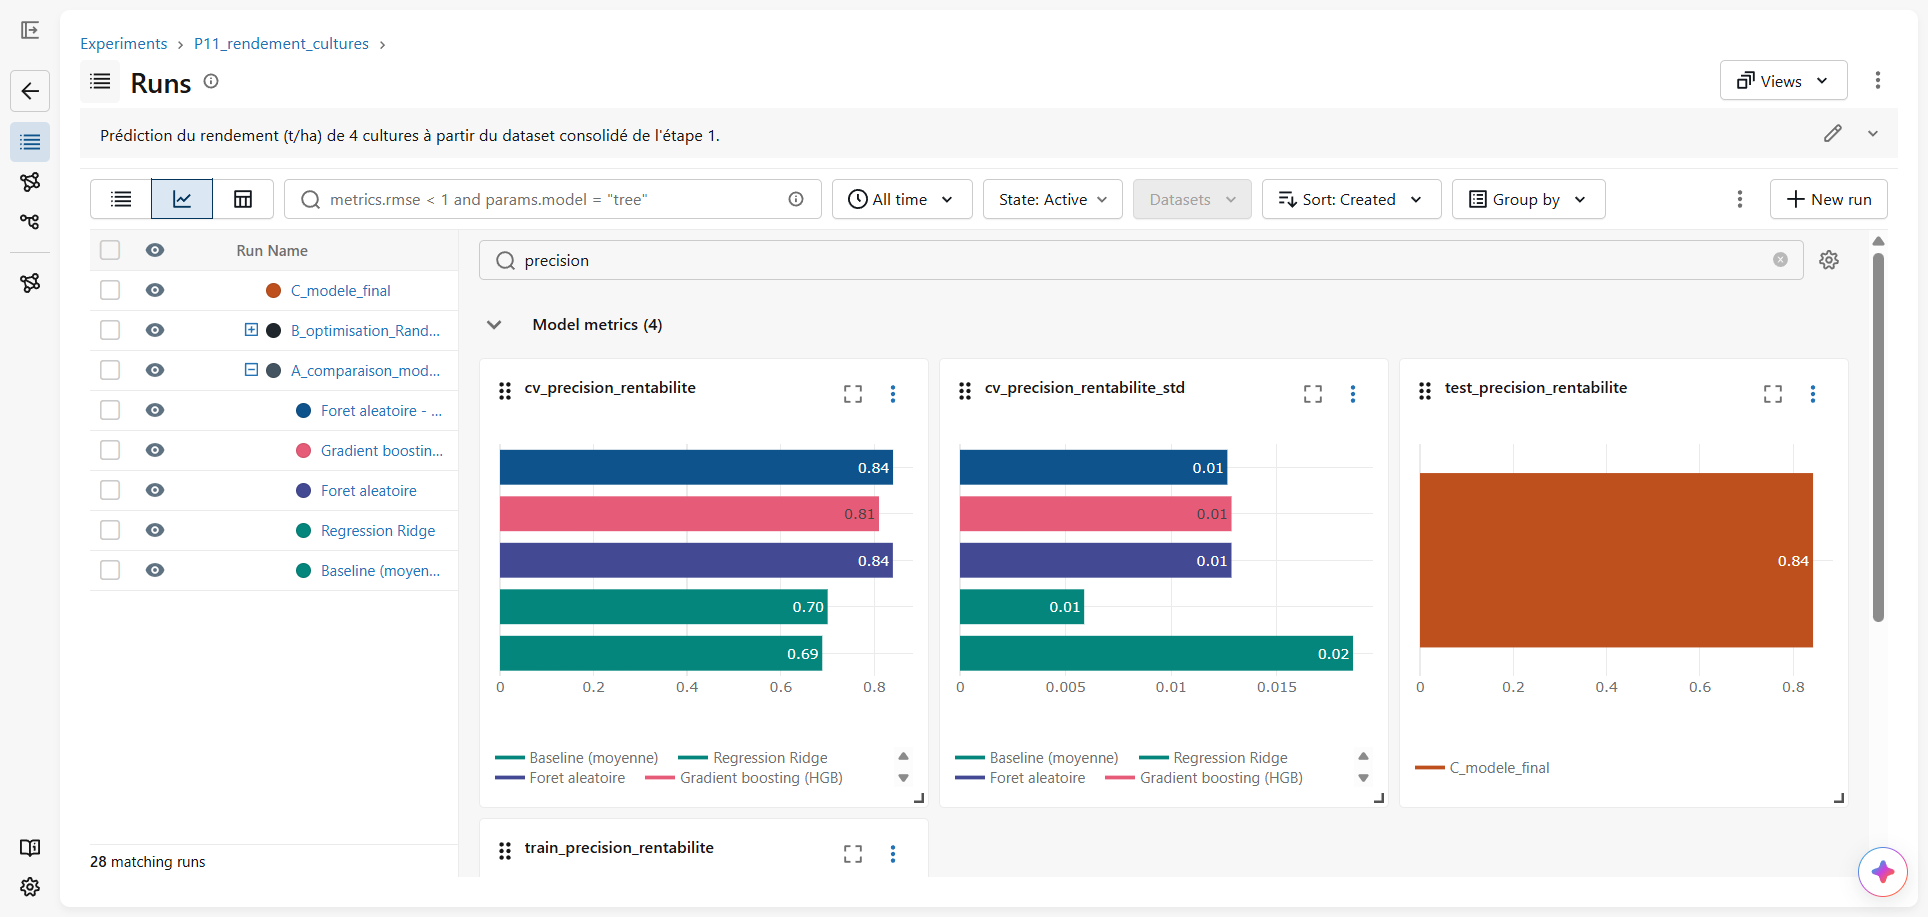 Experiments › P11_rendement_cultures ›
Runs
Views
Prédiction du rendement (t/ha) de 4 cultures à partir du dataset consolidé de l'étape 1.
metrics.rmse < 1 and params.model = "tree"
All time
State: Active
Datasets
Sort: Created
Group by
New run
Run Name
C_modele_final
B_optimisation_Rand...
A_comparaison_mod...
Foret aleatoire - ...
Gradient boostin...
Foret aleatoire
Regression Ridge
Baseline (moyen...
28 matching runs
precision
Model metrics (4)
cv_precision_rentabilite
0.84
0.81
0.84
0.70
0.69
0 0.2 0.4 0.6 0.8
Baseline (moyenne) Regression Ridge
Foret aleatoire Gradient boosting (HGB)
cv_precision_rentabilite_std
0.01
0.01
0.01
0.01
0.02
0 0.005 0.01 0.015
Baseline (moyenne) Regression Ridge
Foret aleatoire Gradient boosting (HGB)
test_precision_rentabilite
0.84
0 0.2 0.4 0.6 0.8
C_modele_final
train_precision_rentabilite